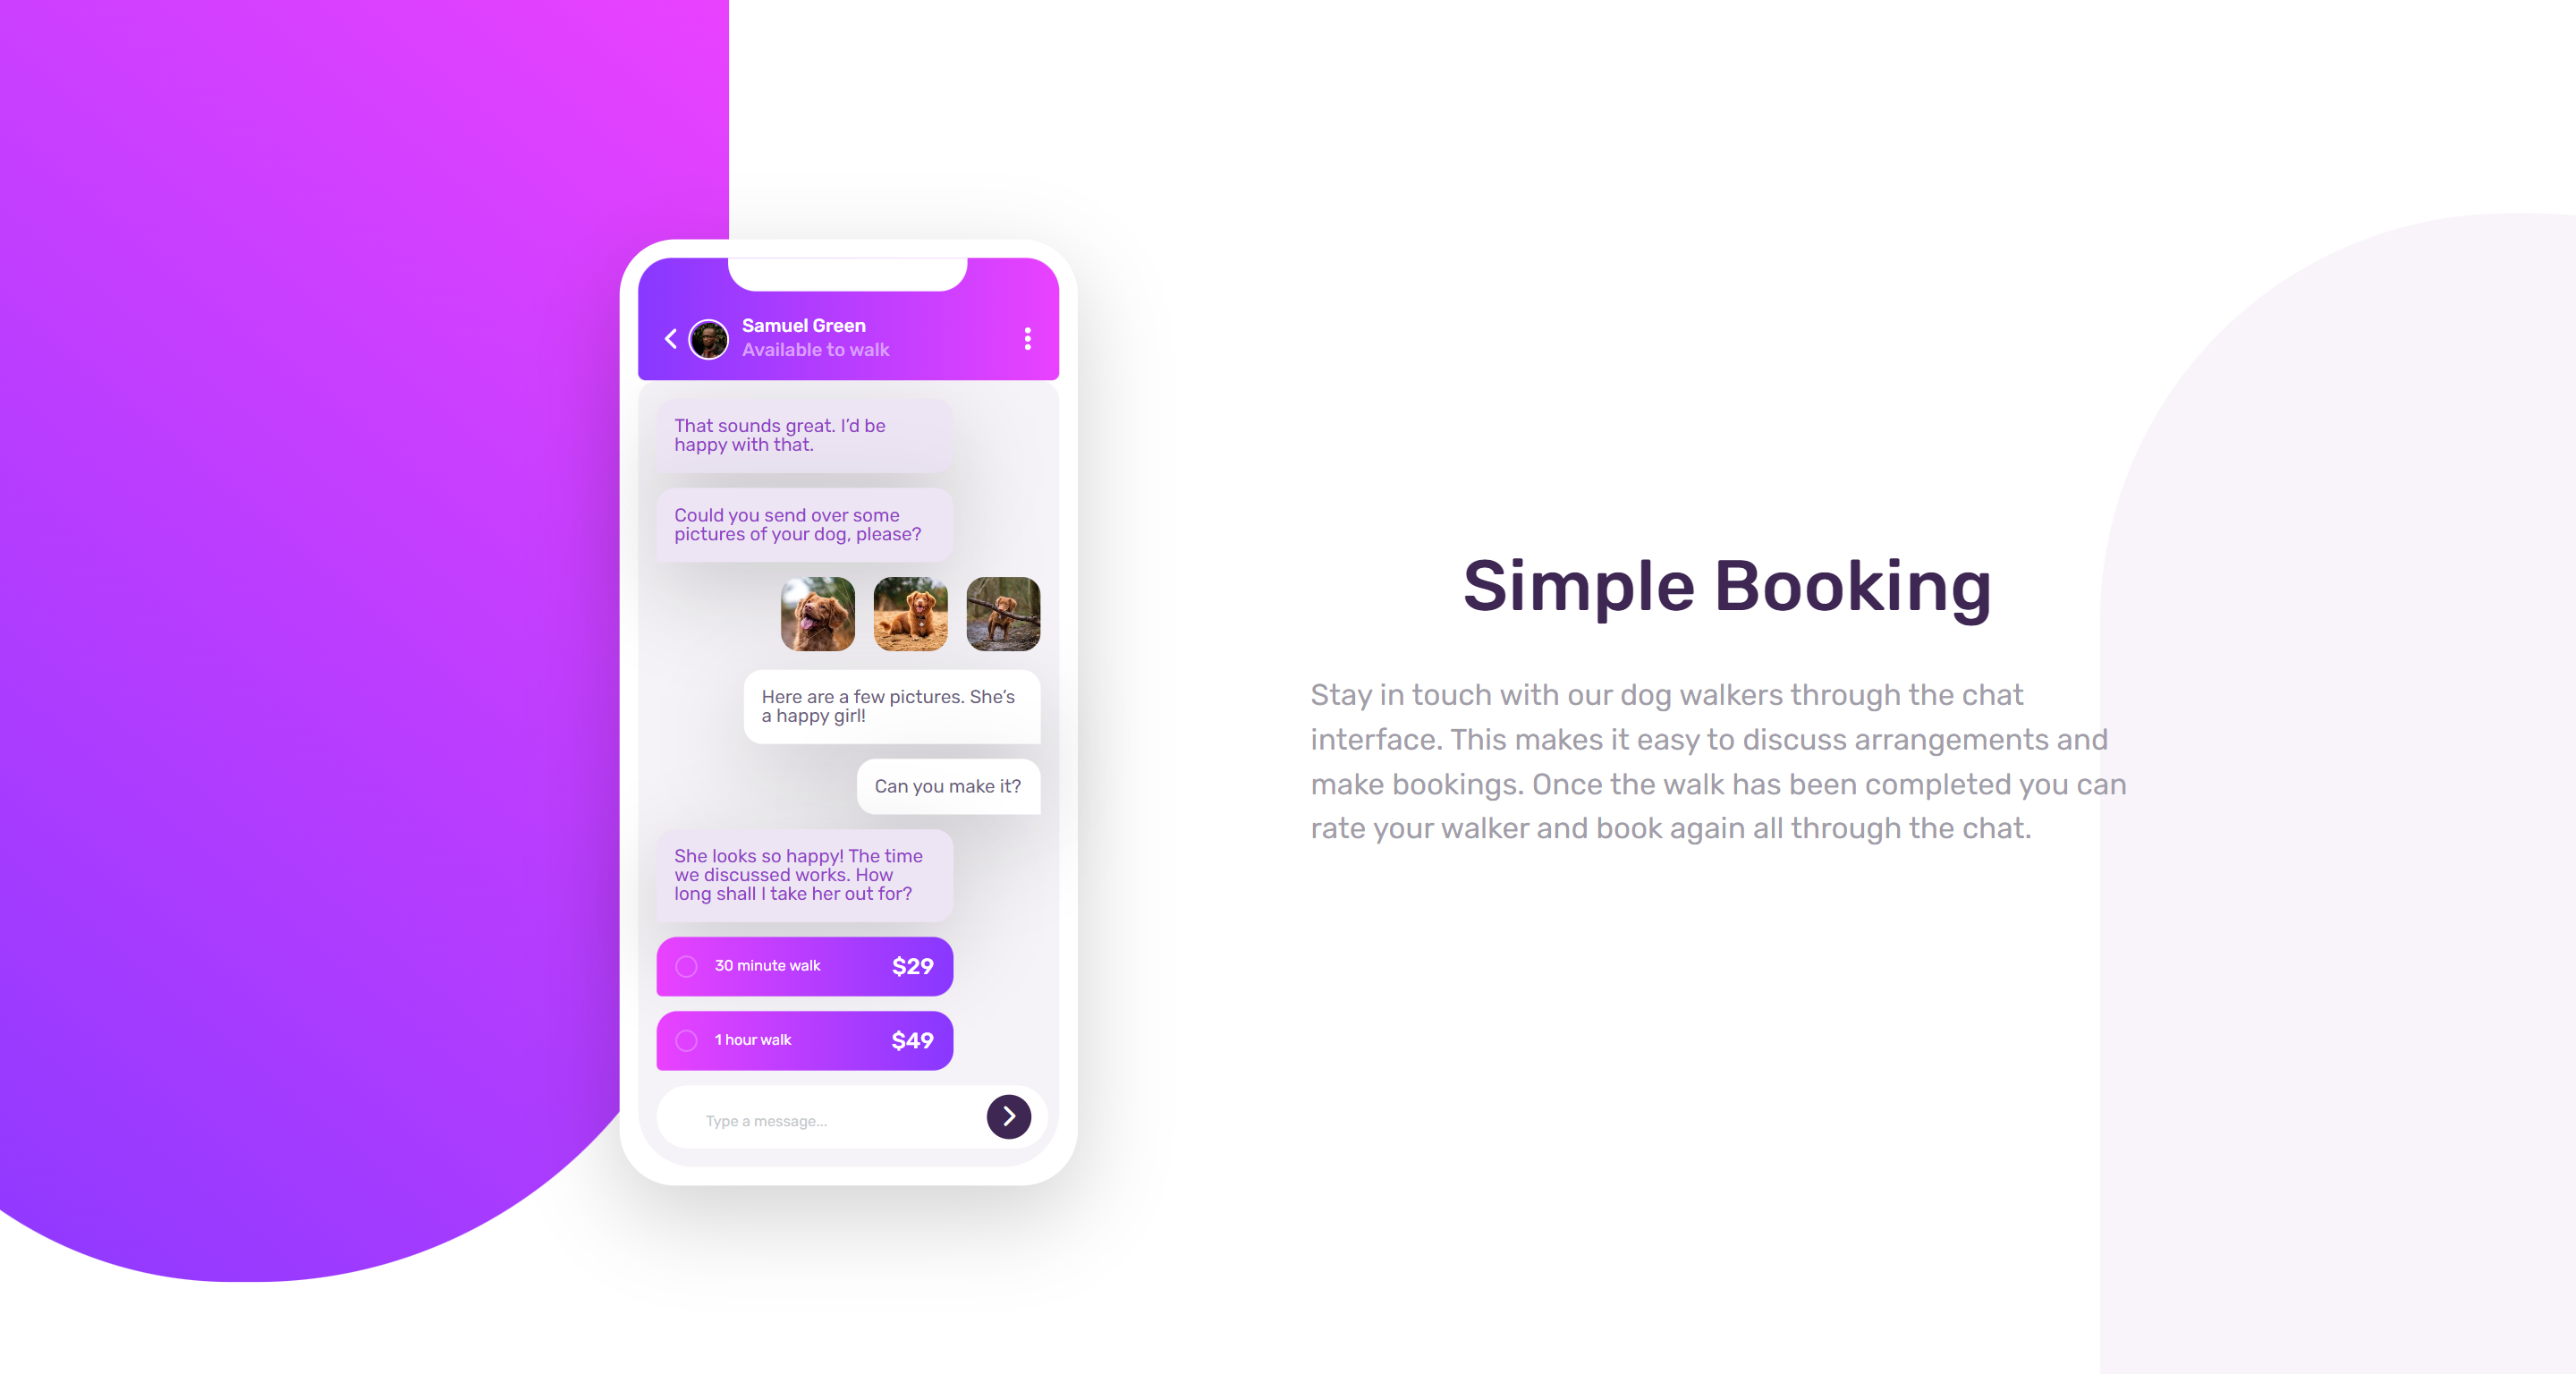 Samuel Green
Available to walk
That sounds great. I’d be
happy with that.
Could you send over some
pictures of your dog, please?
Here are a few pictures. She’s
a happy girl!
Can you make it?
She looks so happy! The time
we discussed works. How
long shall I take her out for?
30 minute walk $29
1 hour walk $49
Type a message...
Simple Booking
Stay in touch with our dog walkers through the chat
interface. This makes it easy to discuss arrangements and
make bookings. Once the walk has been completed you can
rate your walker and book again all through the chat.